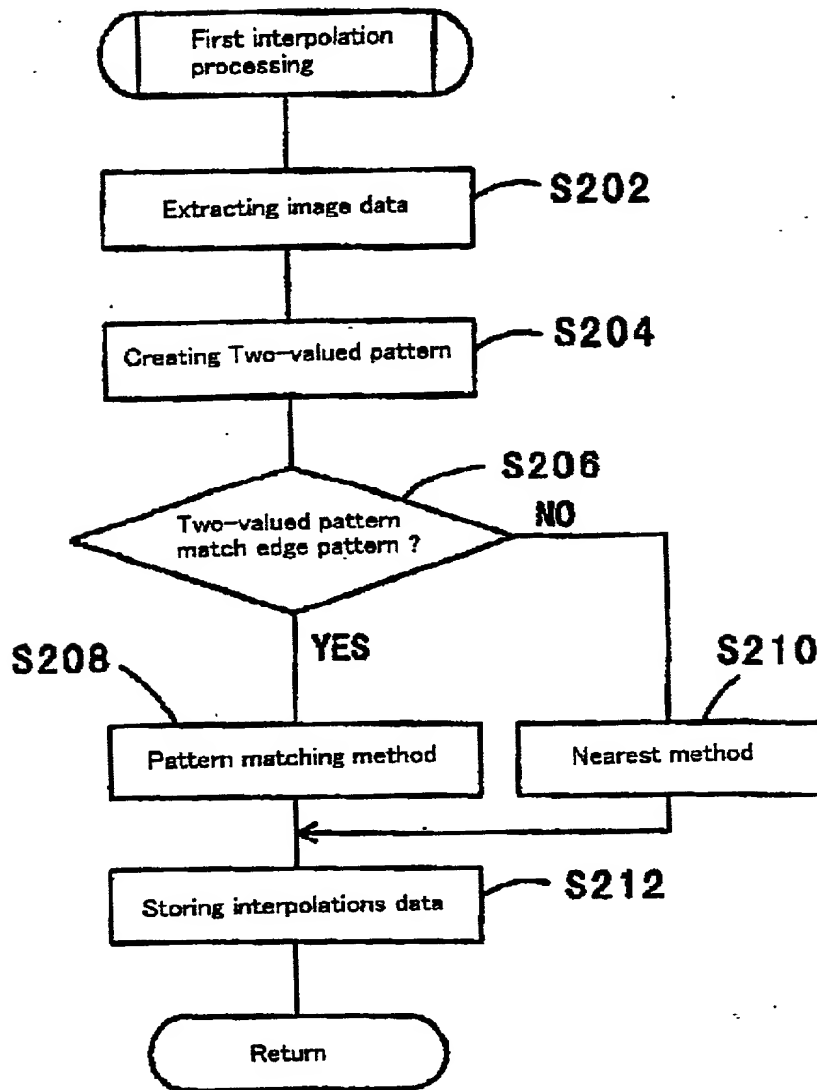 First interpolation
processing
Extracting image data
S202
Creating Two-valued pattern
S204
S206
Two-valued pattern
match edge pattern ?
NO
YES
S208
Pattern matching method
S210
Nearest method
Storing interpolations data
S212
Return